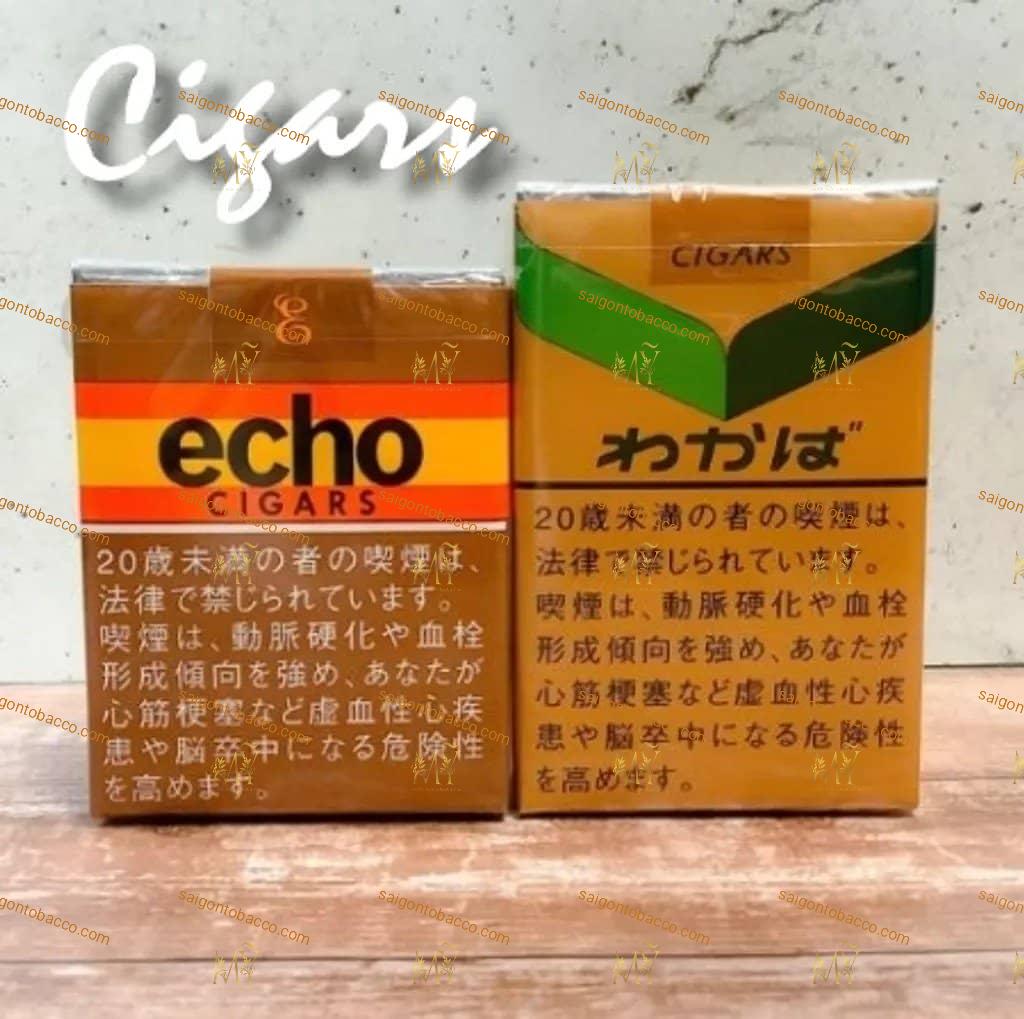 Cigars
echo
CIGARS
20歳未満の者の喫煙は、
法律で禁じられています。
喫煙は、動脈硬化や血栓
形成傾向を強め、あなたが
心筋梗塞など虚血性心疾
患や脳卒中になる危険性
を高めます。
CIGARS
わかば
20歳未満の者の喫煙は、
法律で禁じられています。
喫煙は、動脈硬化や血栓
形成傾向を強め、あなたが
心筋梗塞など虚血性心疾
患や脳卒中になる危険性
を高めます。
saigontobacco.com
MỸ